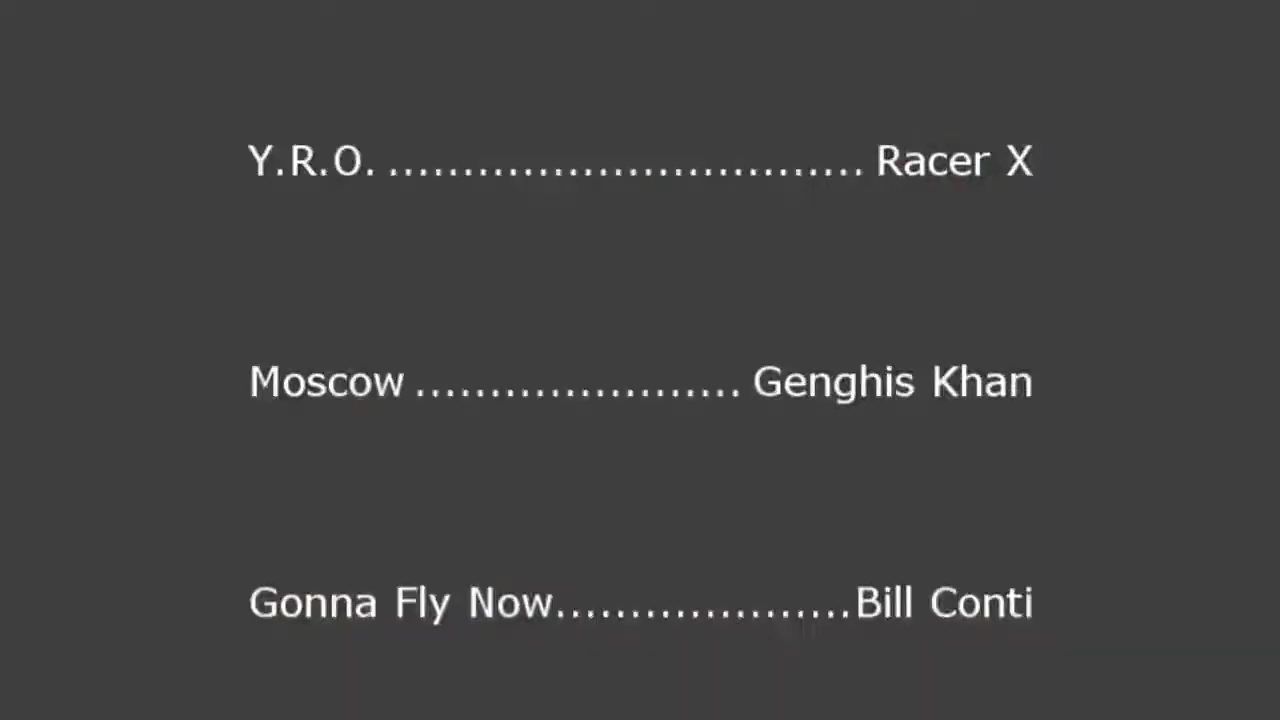 Y.R.O. ................................ Racer X
Moscow ...................... Genghis Khan
Gonna Fly Now....................Bill Conti